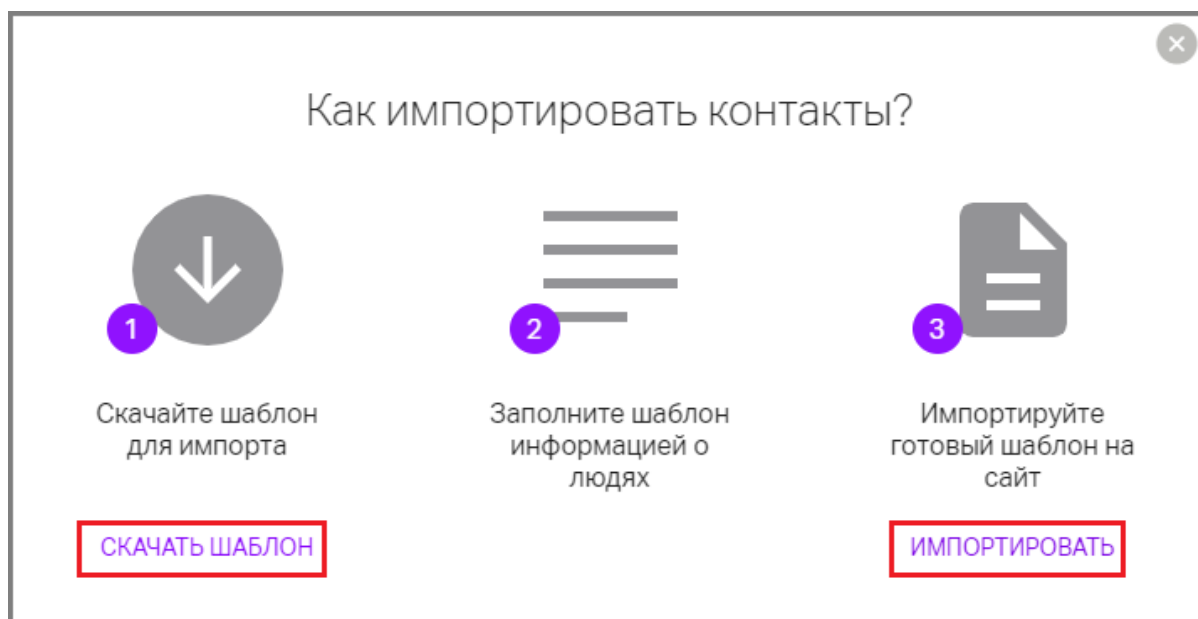 Как импортировать контакты?
1
Скачайте шаблон
для импорта
СКАЧАТЬ ШАБЛОН
2
Заполните шаблон
информацией о
людях
3
Импортируйте
готовый шаблон на
сайт
ИМПОРТИРОВАТЬ